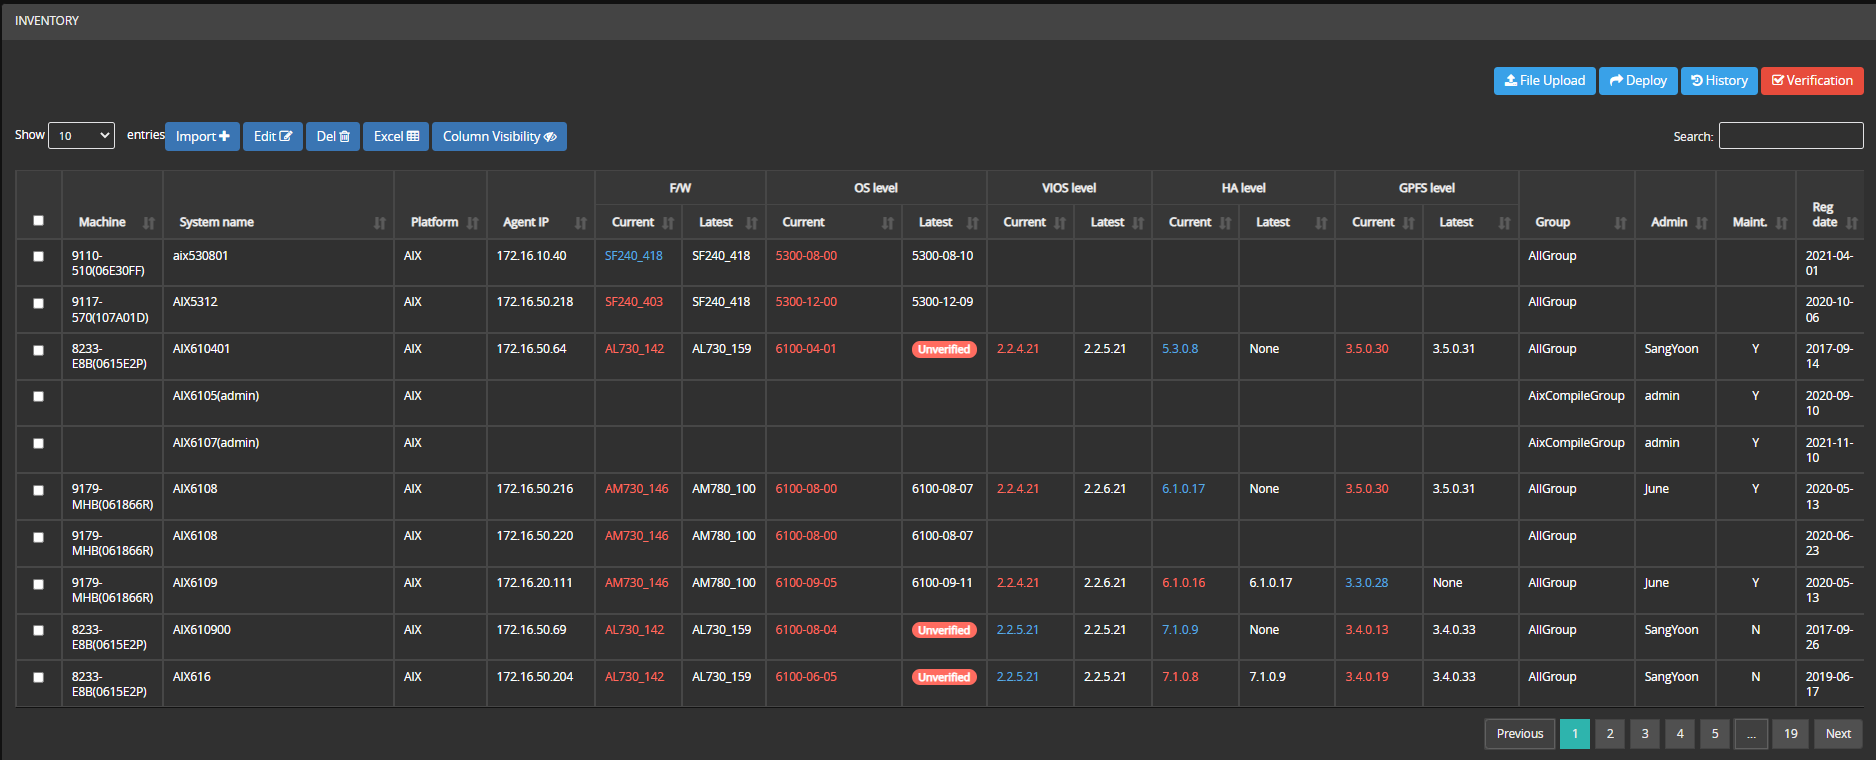 INVENTORY
File Upload Deploy History Verification
Show 10 entries Import Edit Del Excel Column Visibility Search:
F/W OS level VIOS level HA level GPFS level
Machine System name Platform Agent IP Current Latest Current Latest Current Latest Current Latest Current Latest Group Admin Maint. Reg date
9110-510(06E30FF) aix530801 AIX 172.16.10.40 SF240_418 SF240_418 5300-08-00 5300-08-10 AllGroup 2021-04-01
9117-570(107A01D) AIX5312 AIX 172.16.50.218 SF240_403 SF240_418 5300-12-00 5300-12-09 AllGroup 2020-10-06
8233-E8B(0615E2P) AIX610401 AIX 172.16.50.64 AL730_142 AL730_159 6100-04-01 Unverified 2.2.4.21 2.2.5.21 5.3.0.8 None 3.5.0.30 3.5.0.31 AllGroup SangYoon Y 2017-09-14
AIX6105(admin) AIX AixCompileGroup admin Y 2020-09-10
AIX6107(admin) AIX AixCompileGroup admin Y 2021-11-10
9179-MHB(061866R) AIX6108 AIX 172.16.50.216 AM730_146 AM780_100 6100-08-00 6100-08-07 2.2.4.21 2.2.6.21 6.1.0.17 None 3.5.0.30 3.5.0.31 AllGroup June Y 2020-05-13
9179-MHB(061866R) AIX6108 AIX 172.16.50.220 AM730_146 AM780_100 6100-08-00 6100-08-07 AllGroup 2020-06-23
9179-MHB(061866R) AIX6109 AIX 172.16.20.111 AM730_146 AM780_100 6100-09-05 6100-09-11 2.2.4.21 2.2.6.21 6.1.0.16 6.1.0.17 3.3.0.28 None AllGroup June Y 2020-05-13
8233-E8B(0615E2P) AIX610900 AIX 172.16.50.69 AL730_142 AL730_159 6100-08-04 Unverified 2.2.5.21 2.2.5.21 7.1.0.9 None 3.4.0.13 3.4.0.33 AllGroup SangYoon N 2017-09-26
8233-E8B(0615E2P) AIX616 AIX 172.16.50.204 AL730_142 AL730_159 6100-06-05 Unverified 2.2.5.21 2.2.5.21 7.1.0.8 7.1.0.9 3.4.0.19 3.4.0.33 AllGroup SangYoon N 2019-06-17
Previous 1 2 3 4 5 ... 19 Next